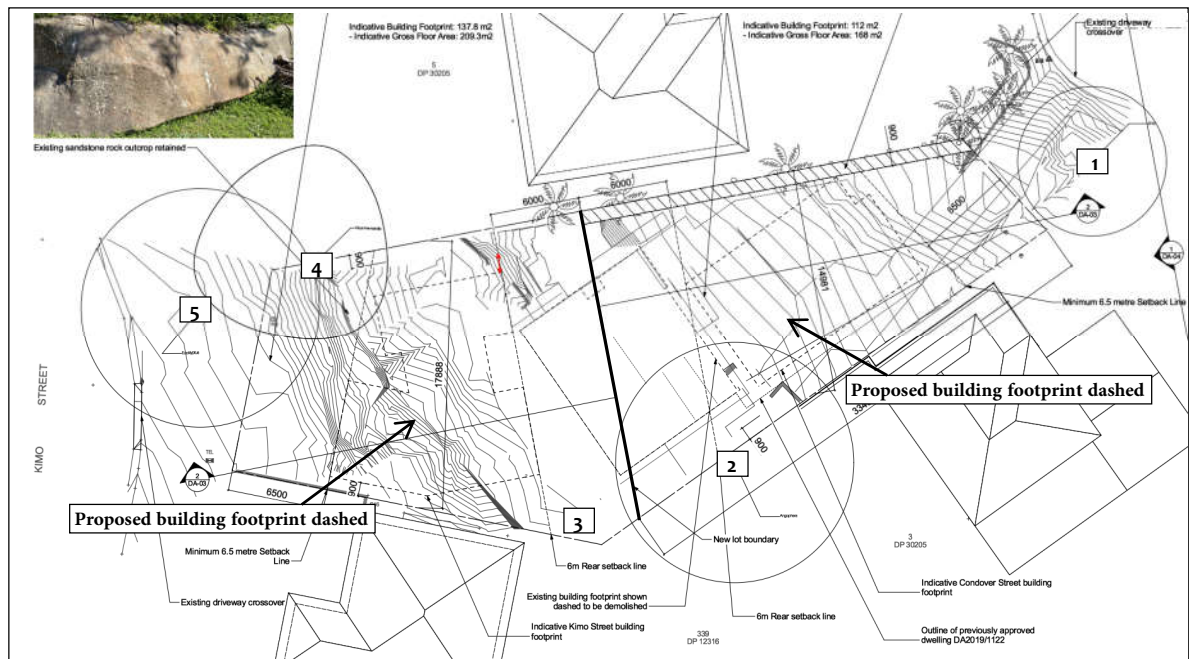 Indicative Building Footprint: 137.8 m2
- Indicative Gross Floor Area: 209.3m2
Indicative Building Footprint: 112 m2
- Indicative Gross Floor Area: 168 m2
Existing driveway
crossover
5
DP 30205
Existing sandstone rock outcrop retained
900
1
6000
6000
2
DA-03
6500
1
DA-04
4
900
5
14981
Minimum 6.5 metre Setback
Line
STREET
KIMO
17888
Proposed building footprint dashed
334
900
2
TEL
2
DA-03
6500
900
Proposed building footprint dashed
3
Angophora
New lot boundary
3
DP 30205
Minimum 6.5 metre Setback
Line
6m Rear setback line
Existing driveway crossover
Existing building footprint shown
dashed to be demolished
Indicative Condover Street building
footprint
6m Rear setback line
Indicative Kimo Street building
footprint
339
DP 12316
Outline of previously approved
dwelling DA2019/1122